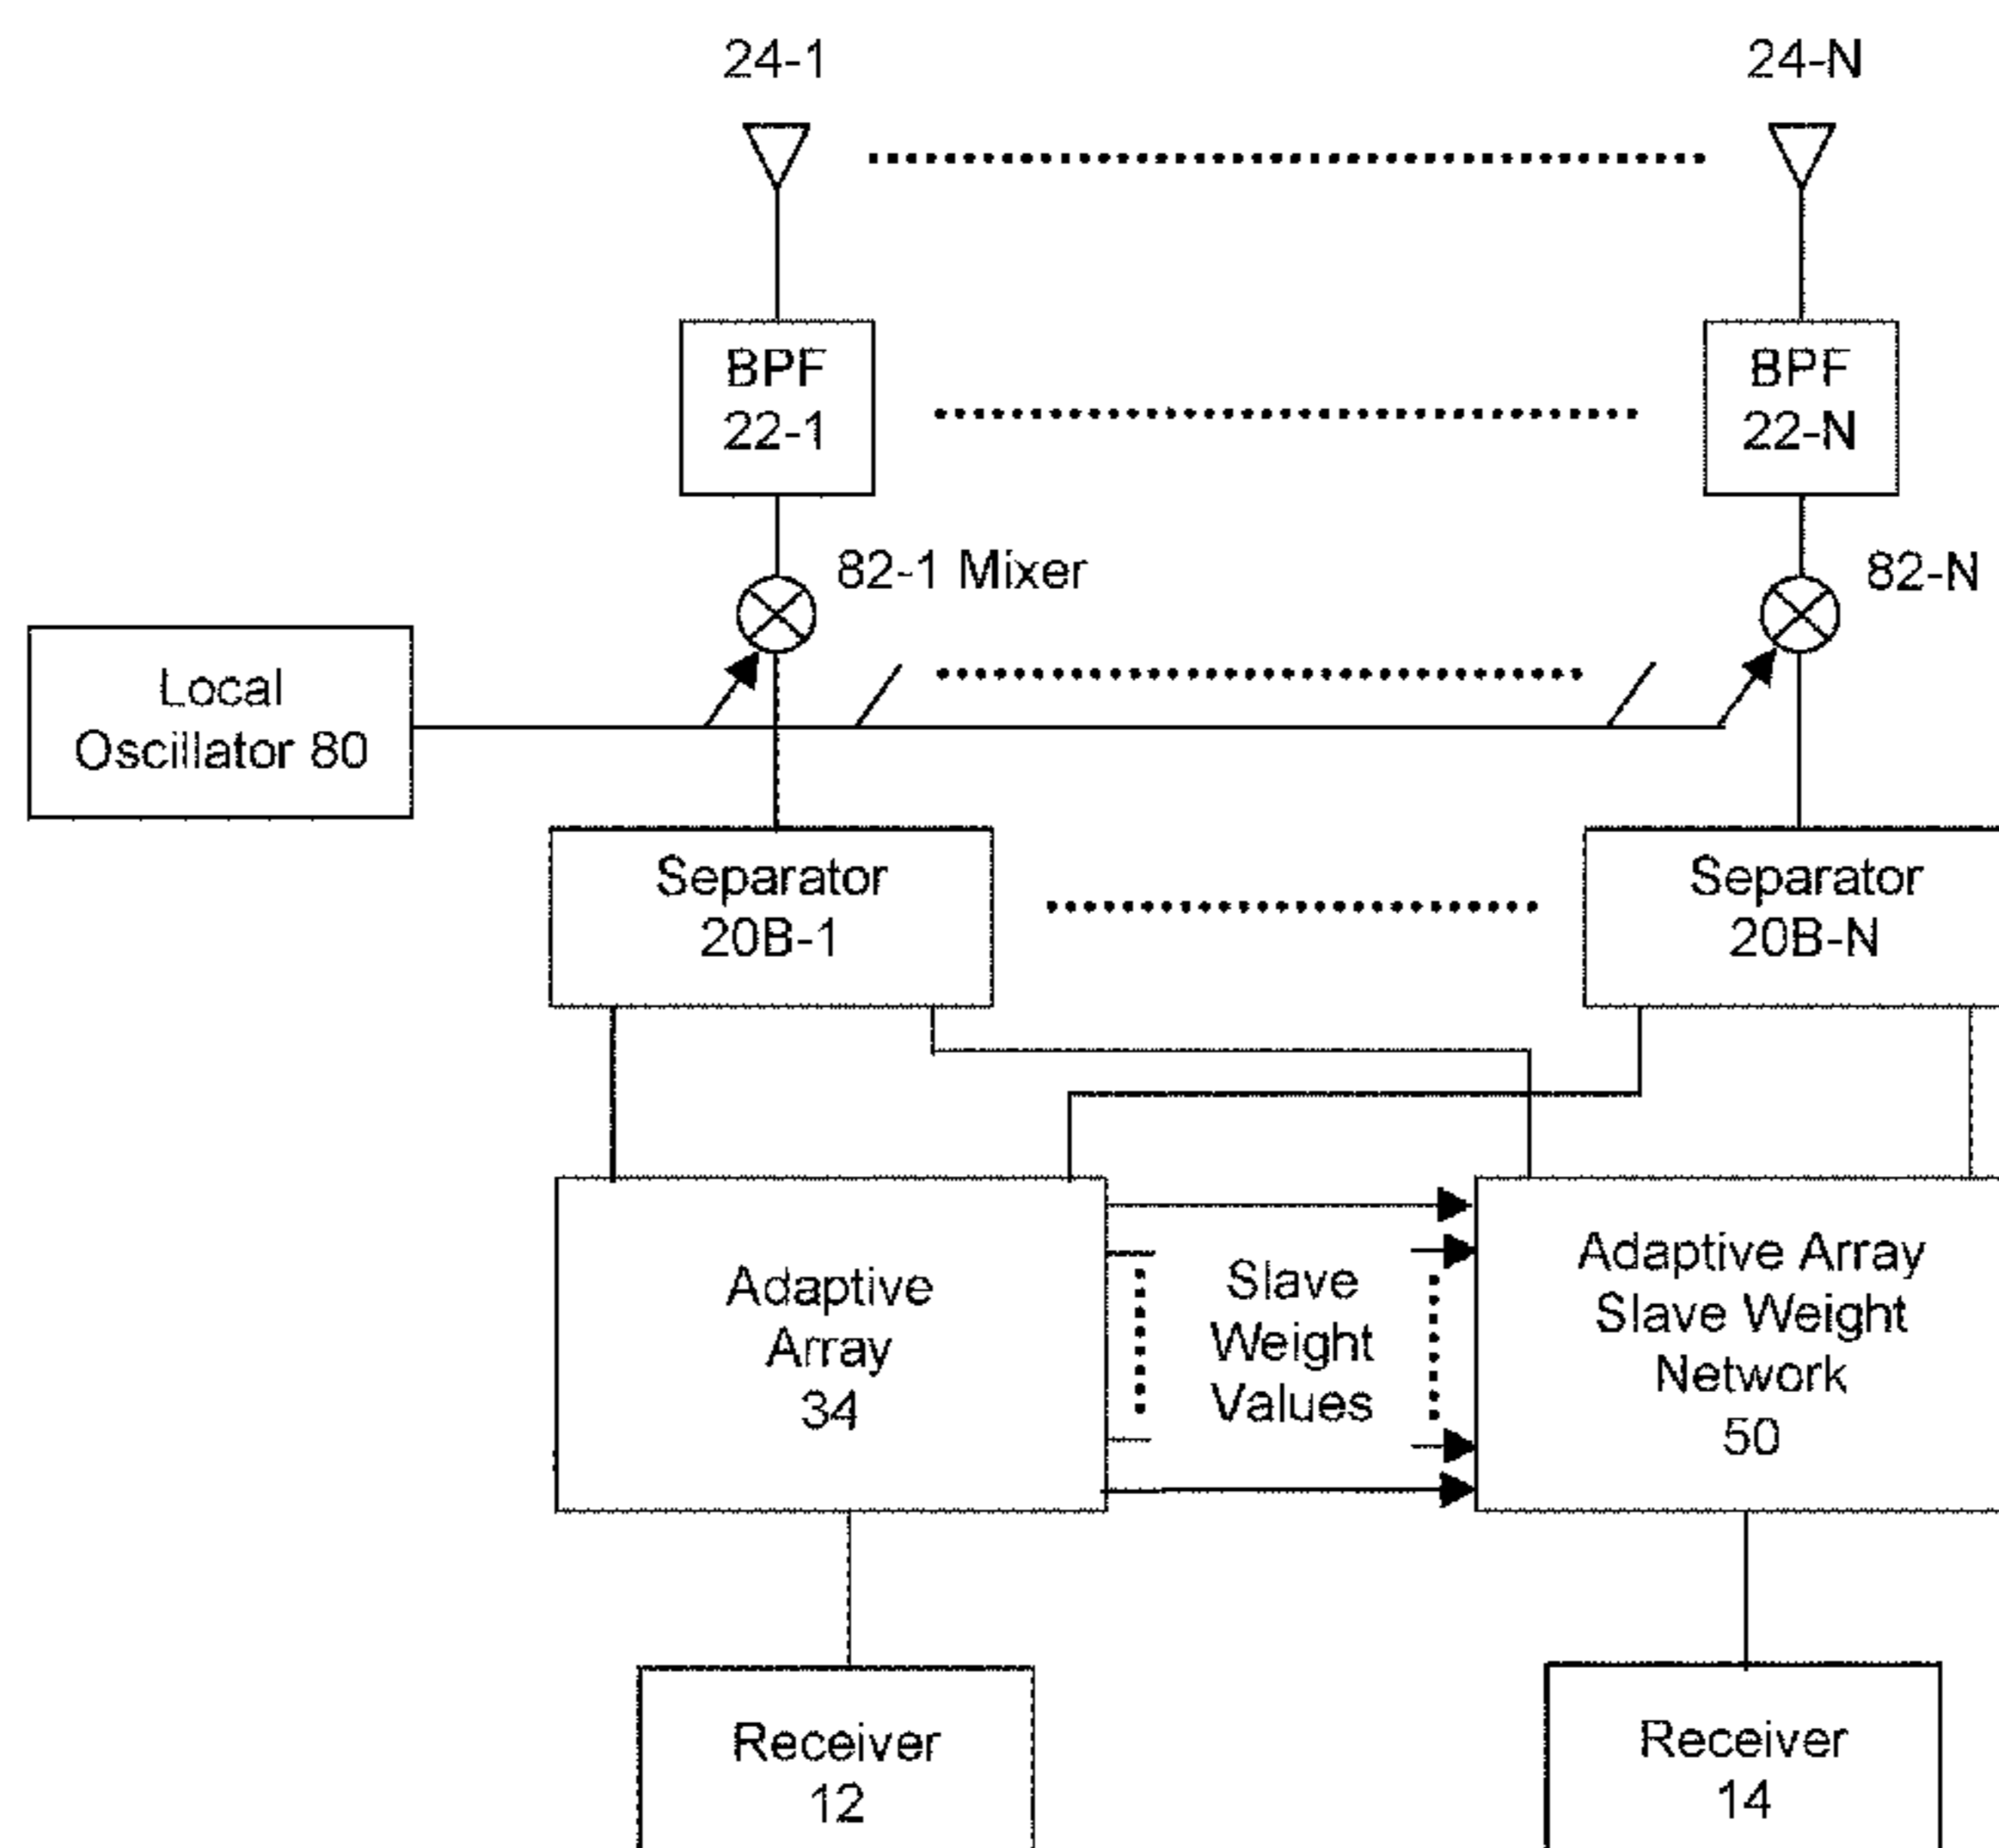 24-1
24-N
BPF
22-1
BPF
22-N
82-1 Mixer
82-N
Local
Oscillator 80
Separator
20B-1
Separator
20B-N
Adaptive
Array
34
Slave
Weight
Values
Adaptive Array
Slave Weight
Network
50
Receiver
12
Receiver
14